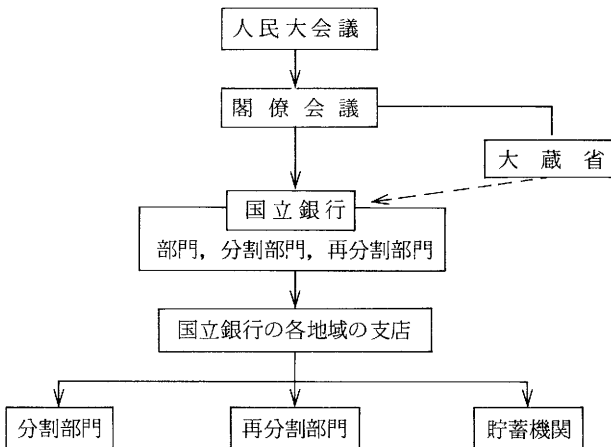 人民大会議
閣僚会議
大蔵省
国立銀行
部門，分割部門，再分割部門
国立銀行の各地域の支店
分割部門
再分割部門
貯蓄機関